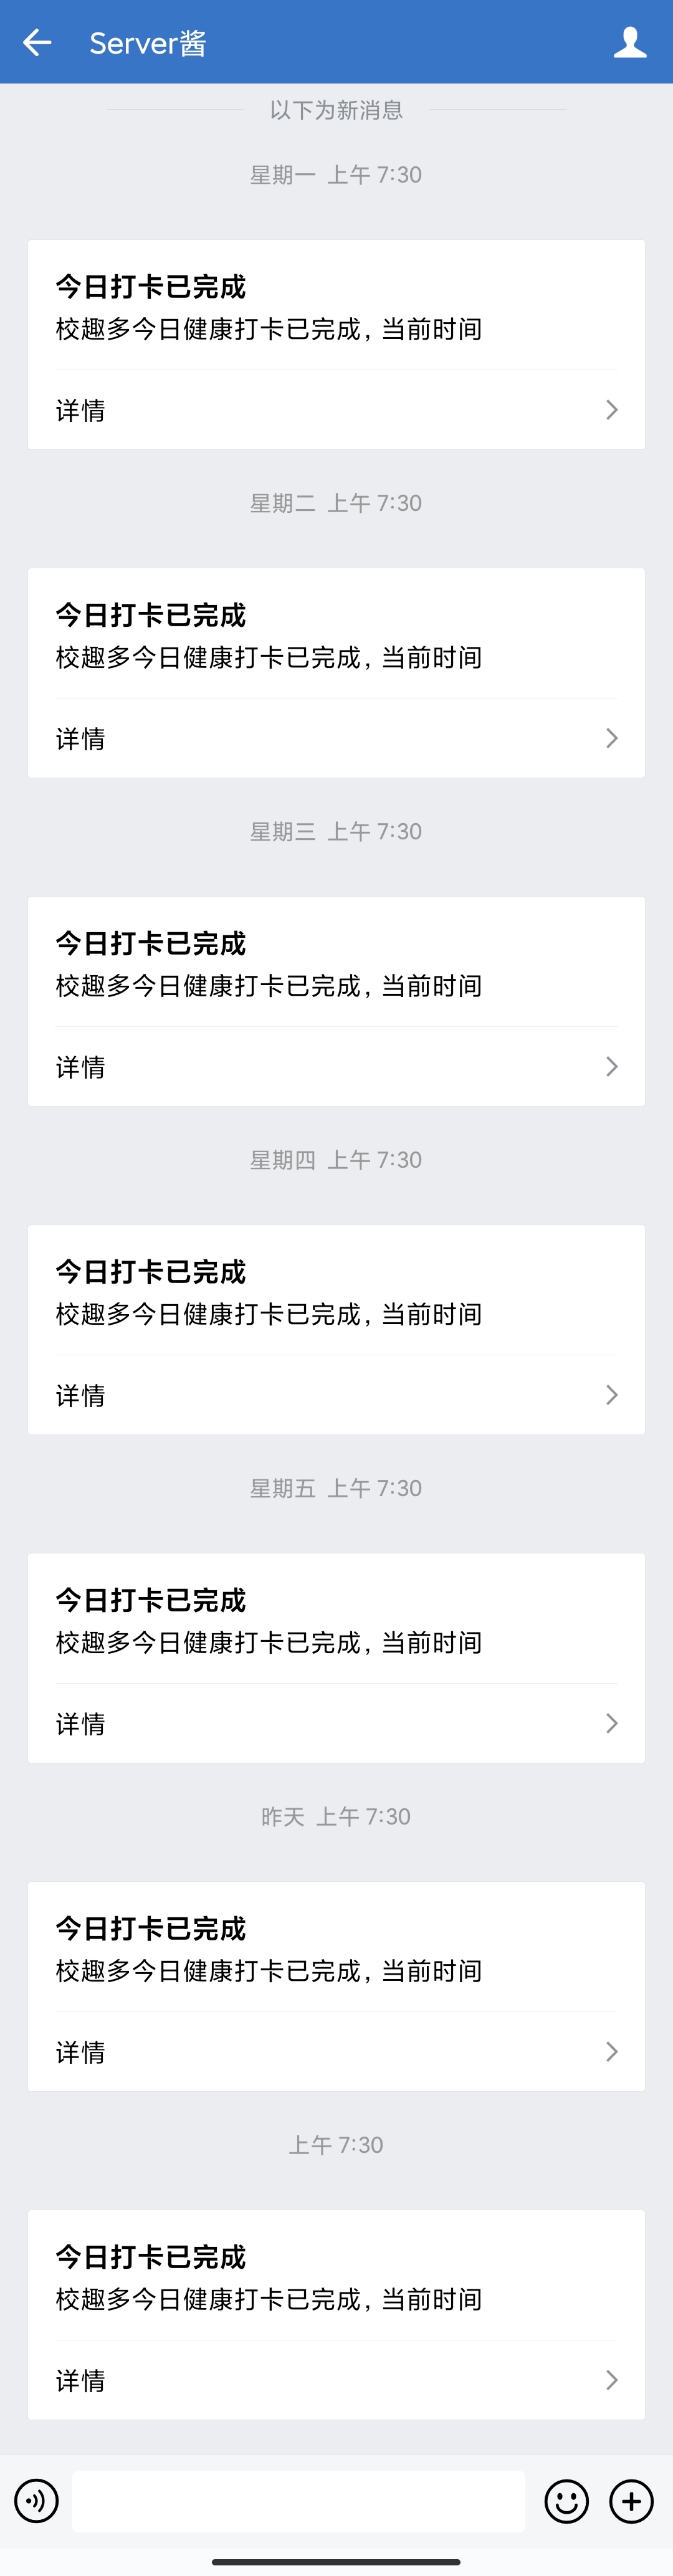 Server酱
以下为新消息
星期一 上午 7:30
今日打卡已完成
校趣多今日健康打卡已完成，当前时间
详情
星期二 上午 7:30
今日打卡已完成
校趣多今日健康打卡已完成，当前时间
详情
星期三 上午 7:30
今日打卡已完成
校趣多今日健康打卡已完成，当前时间
详情
星期四 上午 7:30
今日打卡已完成
校趣多今日健康打卡已完成，当前时间
详情
星期五 上午 7:30
今日打卡已完成
校趣多今日健康打卡已完成，当前时间
详情
昨天 上午 7:30
今日打卡已完成
校趣多今日健康打卡已完成，当前时间
详情
上午 7:30
今日打卡已完成
校趣多今日健康打卡已完成，当前时间
详情